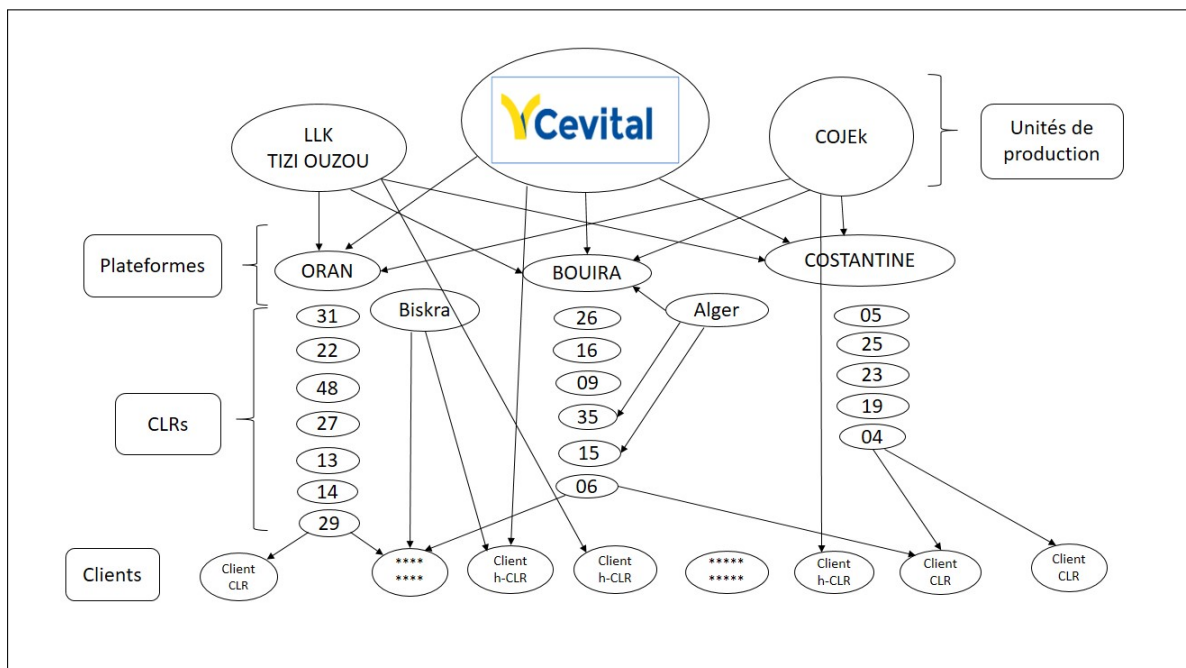 Cevital
LLK
TIZI OUZOU
COJEk
Unités de
production
Plateformes
ORAN
BOUIRA
COSTANTINE
Biskra
Alger
CLRs
31
22
48
27
13
14
29
26
16
09
35
15
06
05
25
23
19
04
Clients
Client
CLR
****
****
Client
h-CLR
Client
h-CLR
*****
*****
Client
h-CLR
Client
CLR
Client
CLR